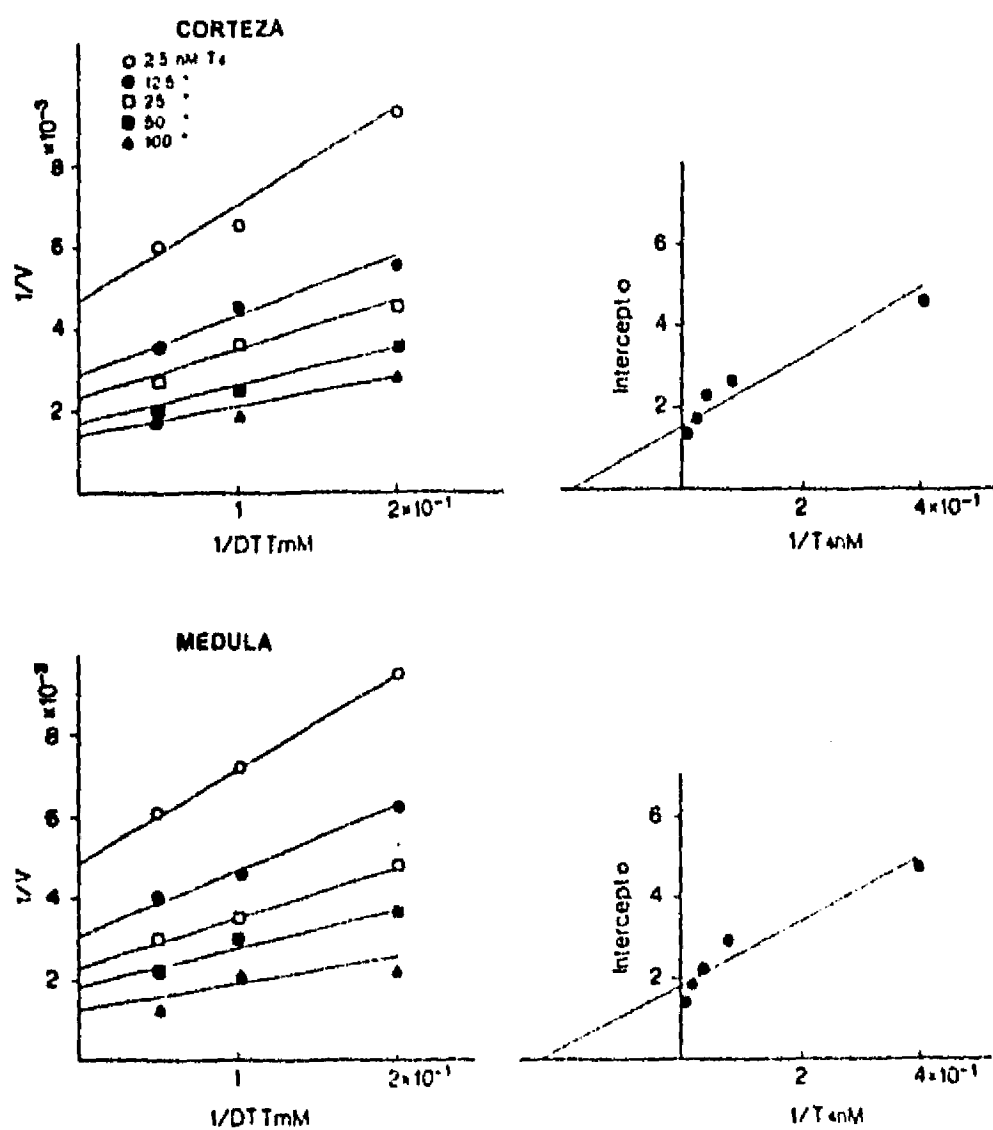 CORTEZA
○ 2.5 nM T4
● 12.5 "
□ 25 "
■ 50 "
▲ 100 "
×10⁻³
8
6
4
2
1/V
1
2×10⁻¹
1/DTTmM
6
4
2
Intercepto
2
4×10⁻¹
1/T4nM
MEDULA
×10⁻³
8
6
4
2
1/V
1
2×10⁻¹
1/DTTmM
6
4
2
Intercepto
2
4×10⁻¹
1/T4nM